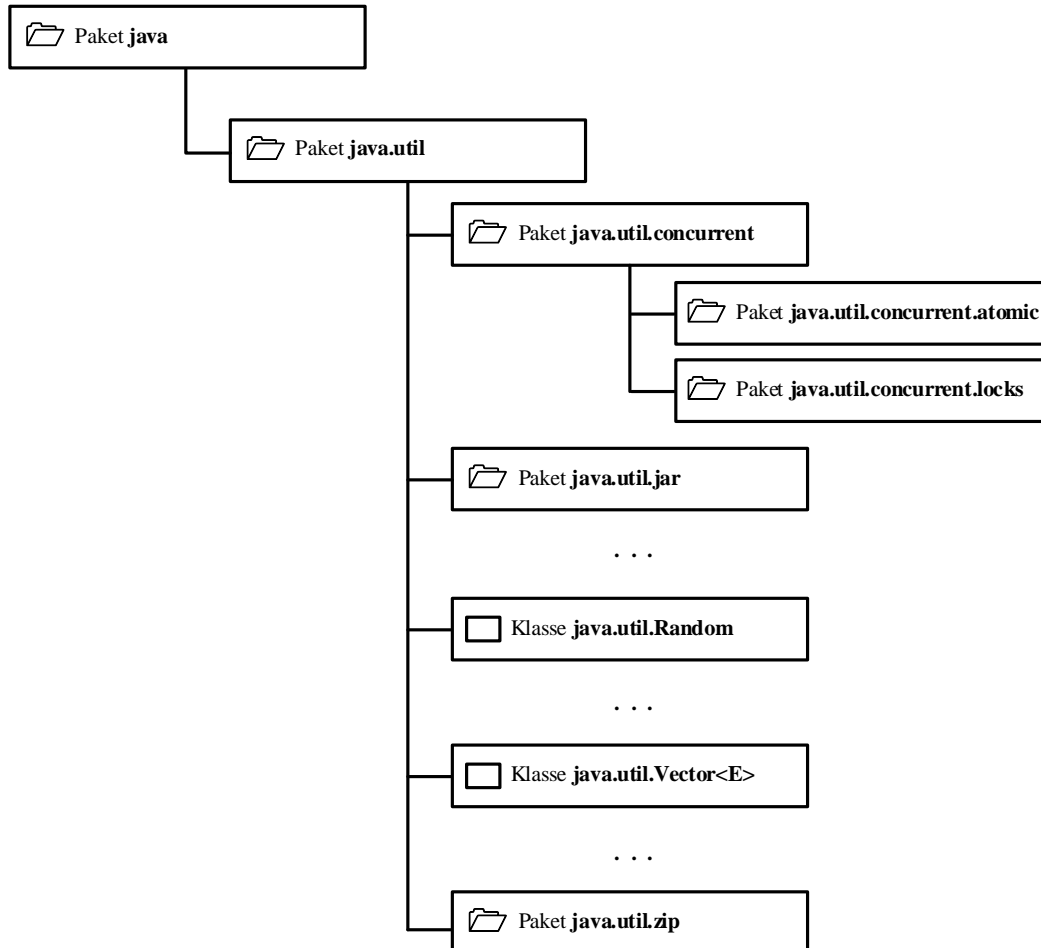 Paket java
Paket java.util
Paket java.util.concurrent
Paket java.util.concurrent.atomic
Paket java.util.concurrent.locks
Paket java.util.jar
. . .
Klasse java.util.Random
. . .
Klasse java.util.Vector<E>
. . .
Paket java.util.zip